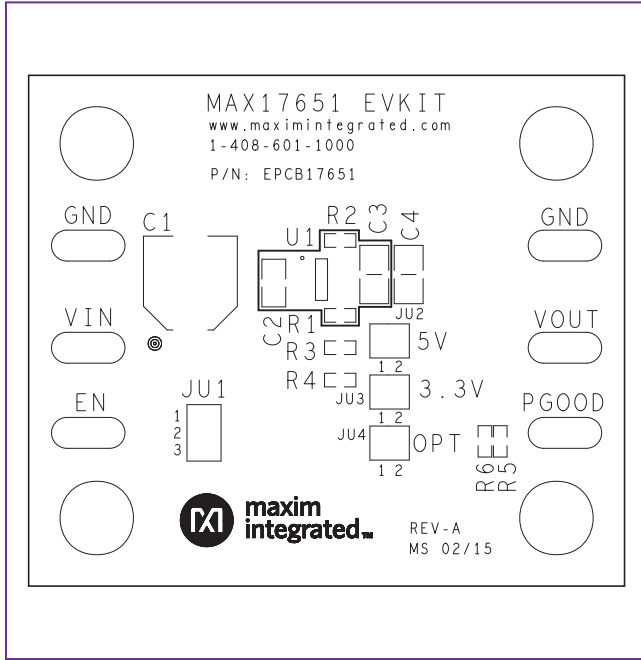 MAX17651 EVKIT
www.maximintegrated.com
1-408-601-1000
P/N: EPCB17651
GND
C1
R2
C3
C4
GND
U1
VIN
C2
R1
JU2
VOUT
R3
5V
1 2
EN
JU1
R4
JU3
3.3V
PGOOD
1
2
3
1 2
JU4
OPT
1 2
R6
R5
maxim
integrated™
REV-A
MS 02/15